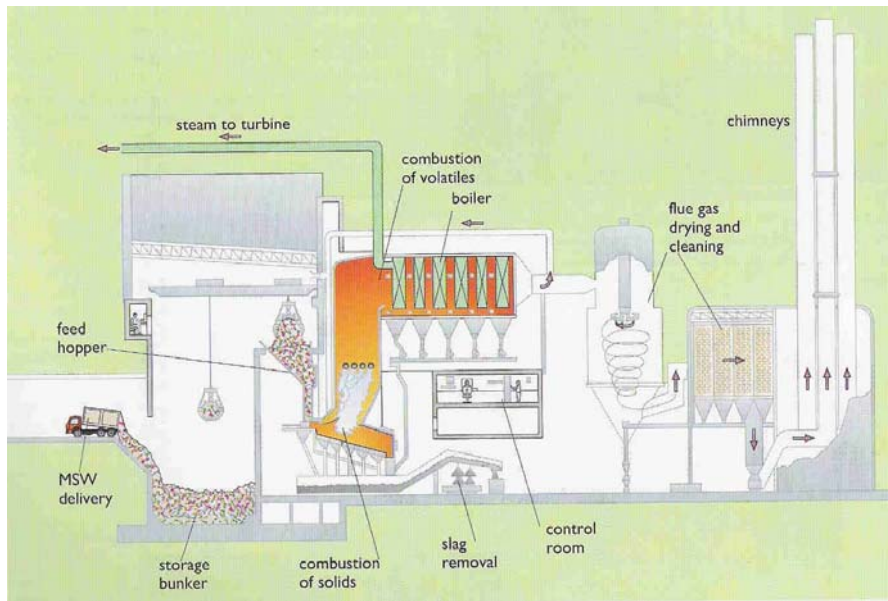 steam to turbine
combustion
of volatiles
boiler
chimneys
flue gas
drying and
cleaning
feed
hopper
MSW
delivery
storage
bunker
combustion
of solids
slag
removal
control
room